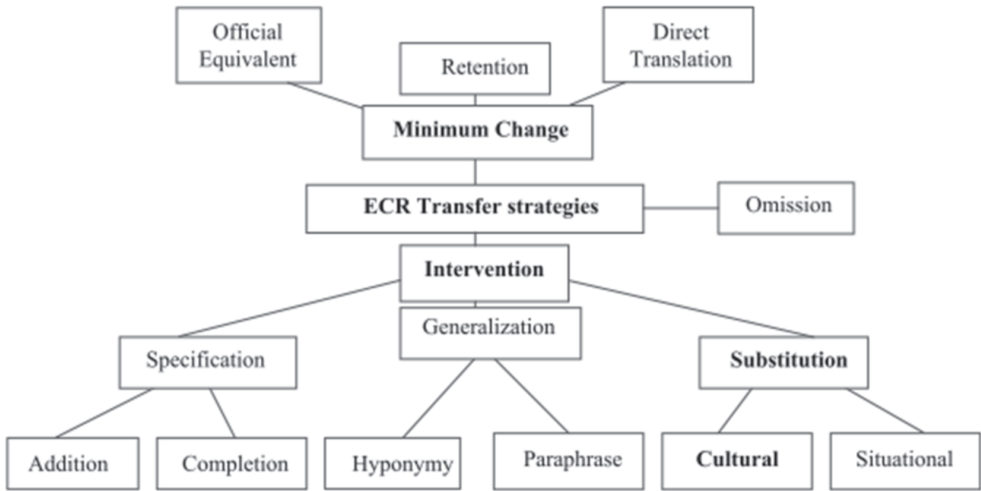 Official
Equivalent
Retention
Direct
Translation
Minimum Change
ECR Transfer strategies
Omission
Intervention
Generalization
Specification
Substitution
Addition
Completion
Hyponymy
Paraphrase
Cultural
Situational